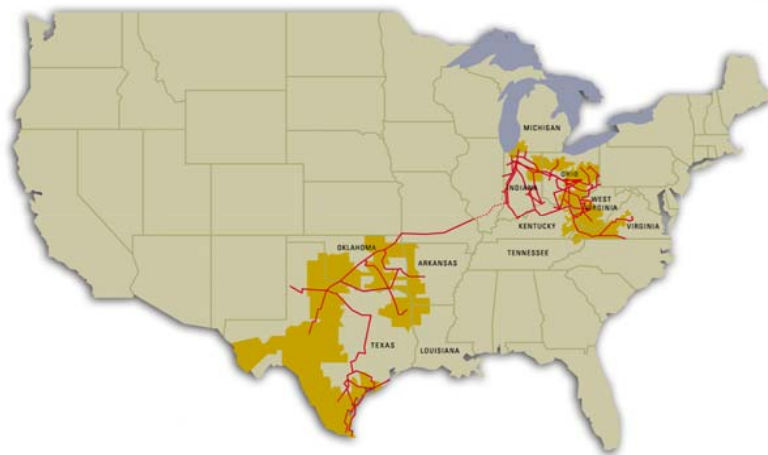 MICHIGAN
OHIO
INDIANA
WEST
VIRGINIA
KENTUCKY
VIRGINIA
OKLAHOMA
TENNESSEE
ARKANSAS
TEXAS
LOUISIANA